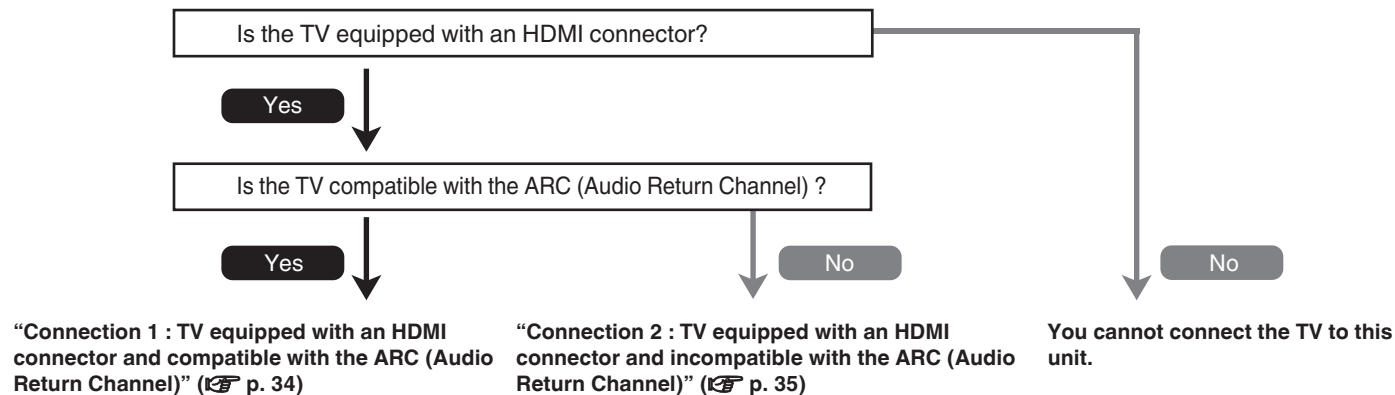 Is the TV equipped with an HDMI connector?
Yes
Is the TV compatible with the ARC (Audio Return Channel) ?
Yes
No
No
“Connection 1 : TV equipped with an HDMI
connector and compatible with the ARC (Audio
Return Channel)” (☞ p. 34)
“Connection 2 : TV equipped with an HDMI
connector and incompatible with the ARC (Audio
Return Channel)” (☞ p. 35)
You cannot connect the TV to this
unit.